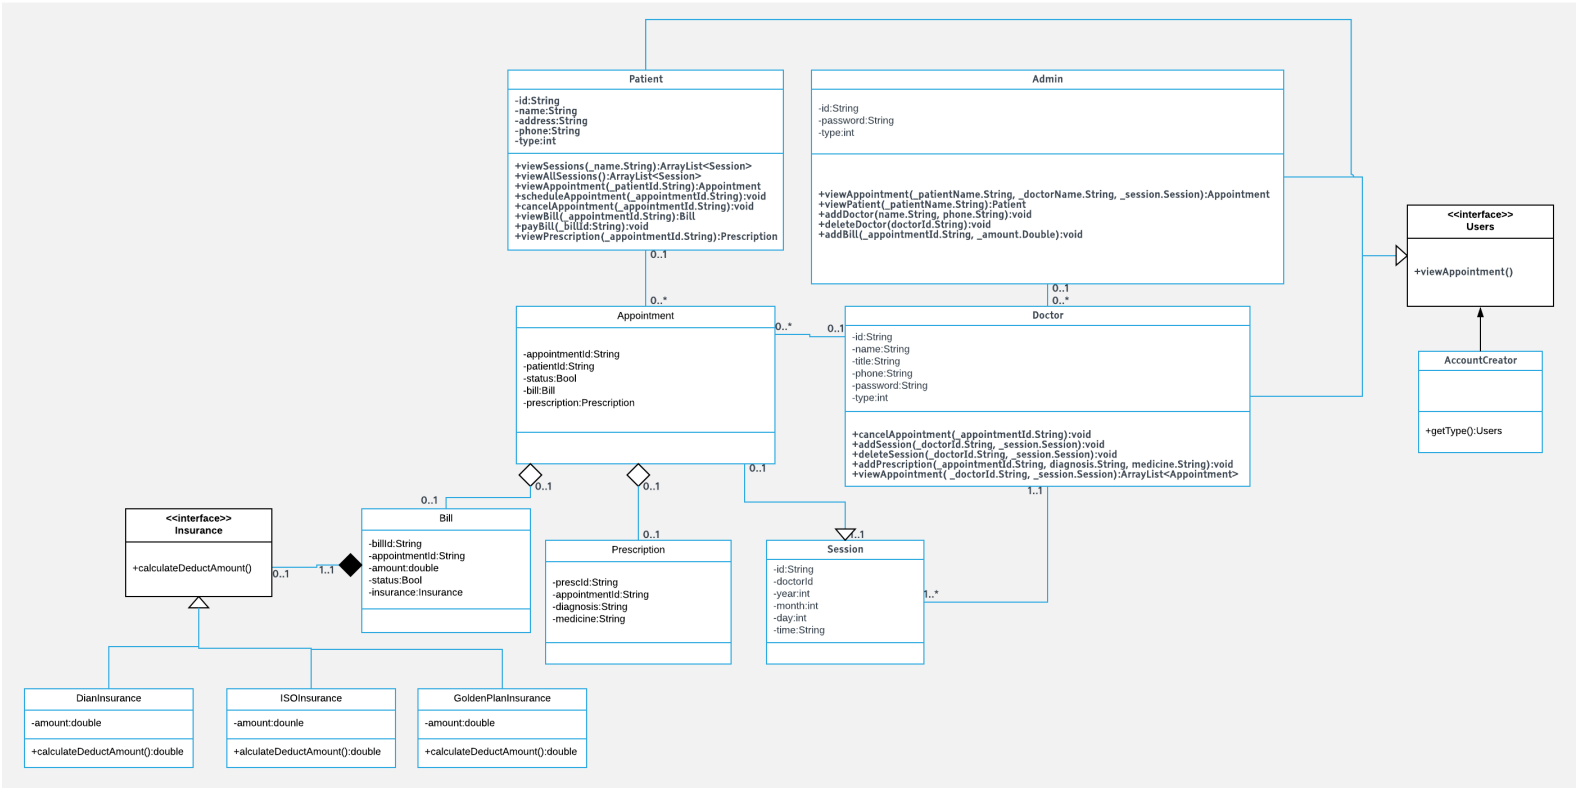 Patient
-id:String
-name:String
-address:String
-phone:String
-type:int
+viewSessions(_name.String):ArrayList<Session>
+viewAllSessions():ArrayList<Session>
+viewAppointment(_patientId.String):Appointment
+scheduleAppointment(_appointmentId.String):void
+cancelAppointment(_appointmentId.String):void
+viewBill(_appointmentId.String):Bill
+payBill(_billId:String):void
+viewPrescription(_appointmentId.String):Prescription
0..1
0..*
Admin
-id:String
-password:String
-type:int
+viewAppointment(_patientName.String, _doctorName.String, _session.Session):Appointment
+viewPatient(_patientName.String):Patient
+addDoctor(name.String, phone.String):void
+deleteDoctor(doctorId.String):void
+addBill(_appointmentId.String, _amount.Double):void
0..1
0..*
<<interface>>
Users
+viewAppointment()
AccountCreator
+getType():Users
Appointment
-appointmentId:String
-patientId:String
-status:Bool
-bill:Bill
-prescription:Prescription
0..*
0..1
Doctor
-id:String
-name:String
-title:String
-phone:String
-password:String
-type:int
+cancelAppointment(_appointmentId.String):void
+addSession(_doctorId.String, _session.Session):void
+deleteSession(_doctorId.String, _session.Session):void
+addPrescription(_appointmentId.String, diagnosis.String, medicine.String):void
+viewAppointment( _doctorId.String, _session.Session):ArrayList<Appointment>
0..1
0..1
0..1
1..1
0..1
<<interface>>
Insurance
+calculateDeductAmount()
0..1
1..1
Bill
-billId:String
-appointmentId:String
-amount:double
-status:Bool
-insurance:Insurance
0..1
Prescription
-prescId:String
-appointmentId:String
-diagnosis:String
-medicine:String
1..1
Session
-id:String
-doctorId
-year:int
-month:int
-day:int
-time:String
1..*
DianInsurance
-amount:double
+calculateDeductAmount():double
ISOInsurance
-amount:dounle
+alculateDeductAmount():double
GoldenPlanInsurance
-amount:double
+calculateDeductAmount():double